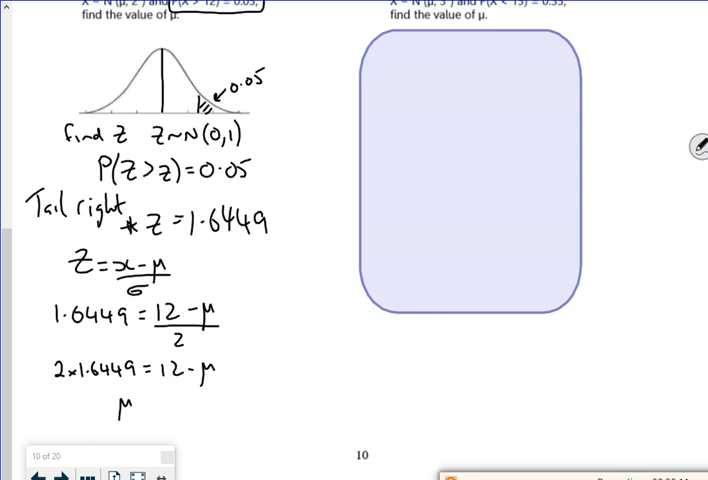 find the value of μ.
0.05
find Z Z~N(0,1)
P(Z>z)=0.05
Tail right * Z=1.6449
Z=x-μ/σ
1.6449=12-μ/2
2×1.6449=12-μ
μ
10 of 20
find the value of μ.
10